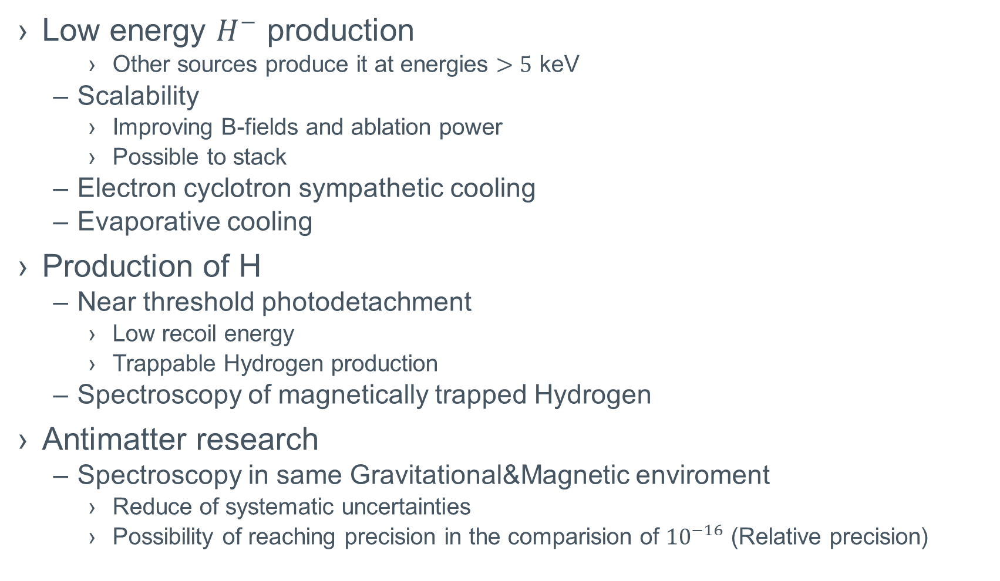 › Low energy H⁻ production
› Other sources produce it at energies > 5 keV
– Scalability
› Improving B-fields and ablation power
› Possible to stack
– Electron cyclotron sympathetic cooling
– Evaporative cooling
› Production of H
– Near threshold photodetachment
› Low recoil energy
› Trappable Hydrogen production
– Spectroscopy of magnetically trapped Hydrogen
› Antimatter research
– Spectroscopy in same Gravitational&Magnetic enviroment
› Reduce of systematic uncertainties
› Possibility of reaching precision in the comparision of 10⁻¹⁶ (Relative precision)